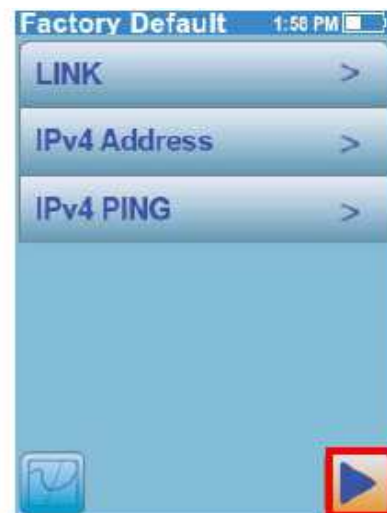 Factory Default 1:58 PM
LINK >
IPv4 Address >
IPv4 PING >